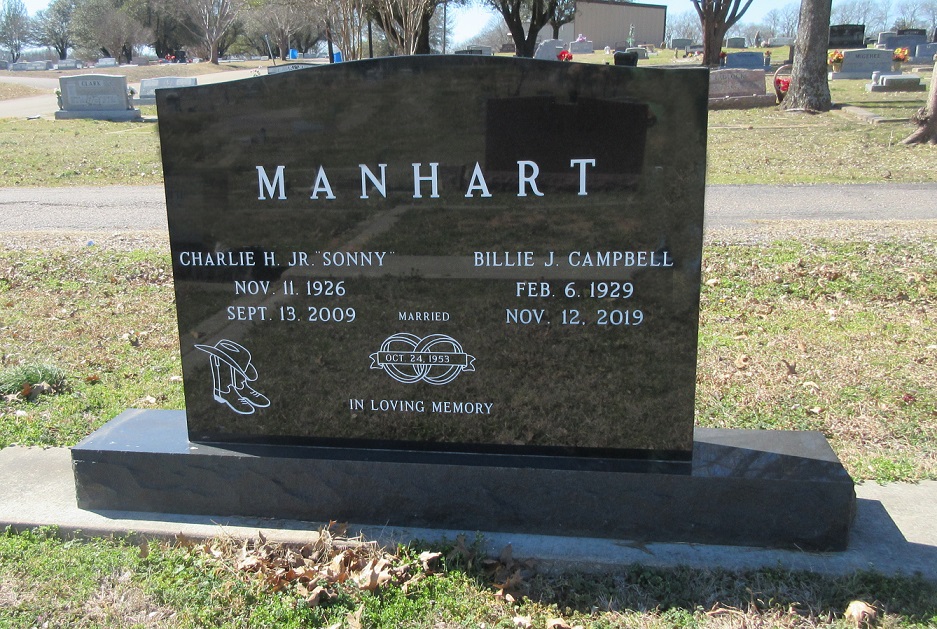 MANHART
CHARLIE H. JR. "SONNY"
NOV. 11, 1926
SEPT. 13, 2009
BILLIE J. CAMPBELL
FEB. 6, 1929
NOV. 12, 2019
MARRIED
OCT 24, 1953
IN LOVING MEMORY